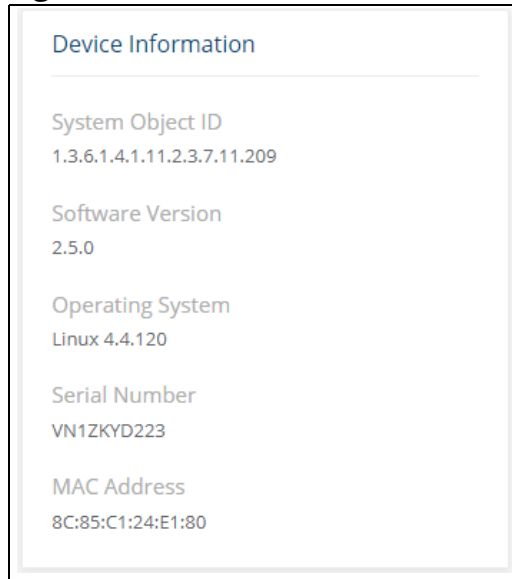 Device Information
System Object ID
1.3.6.1.4.1.11.2.3.7.11.209
Software Version
2.5.0
Operating System
Linux 4.4.120
Serial Number
VN1ZKYD223
MAC Address
8C:85:C1:24:E1:80